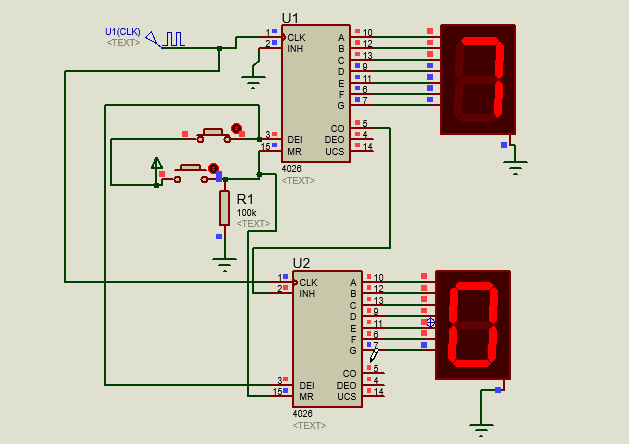 U1
U1(CLK)
<TEXT>
1 CLK A 10
2 INH B 12
C 13
D 9
E 11
F 6
G 7
CO 5
3 DEI DEO 4
15 MR UCS 14
4026
<TEXT>
R1
100k
<TEXT>
U2
1 CLK A 10
2 INH B 12
C 13
D 9
E 11
F 6
G 7
CO 5
3 DEI DEO 4
15 MR UCS 14
4026
<TEXT>